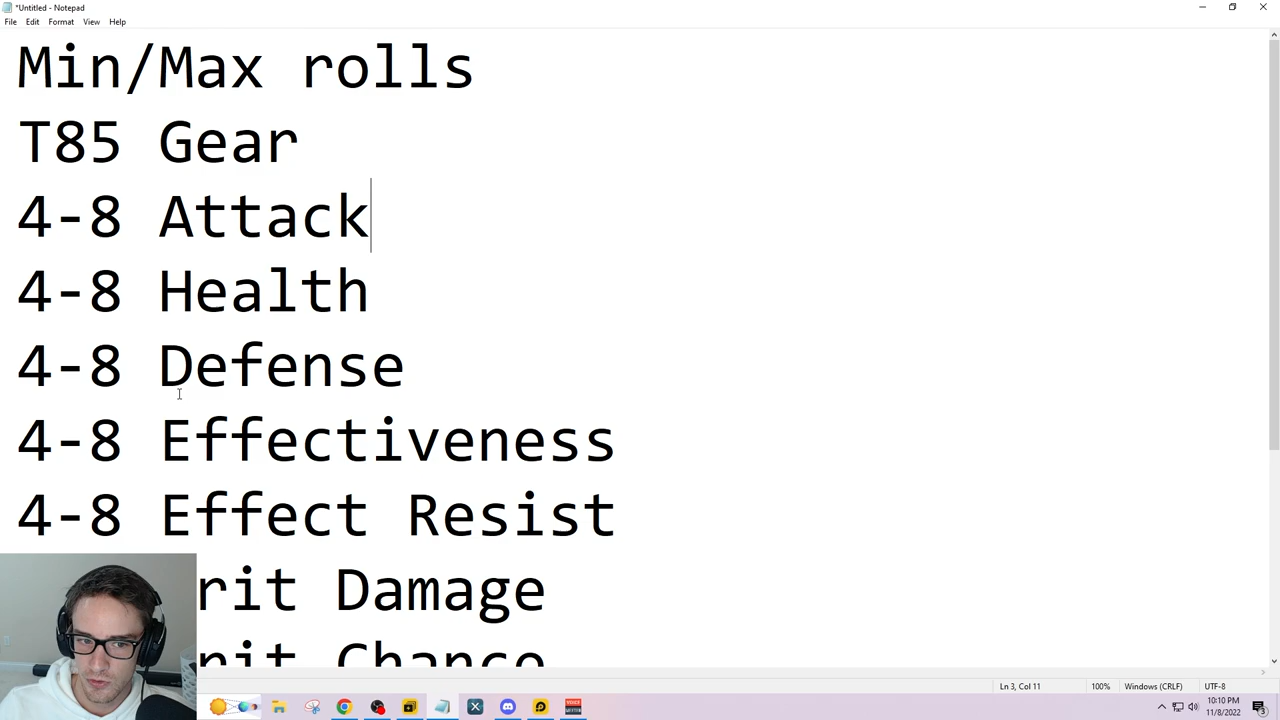 *Untitled - Notepad
File Edit Format View Help
Min/Max rolls
T85 Gear
4-8 Attack
4-8 Health
4-8 Defense
4-8 Effectiveness
4-8 Effect Resist
rit Damage
rit Chance
Ln 3, Col 11 100% Windows (CRLF) UTF-8
10:10 PM
11/8/2022